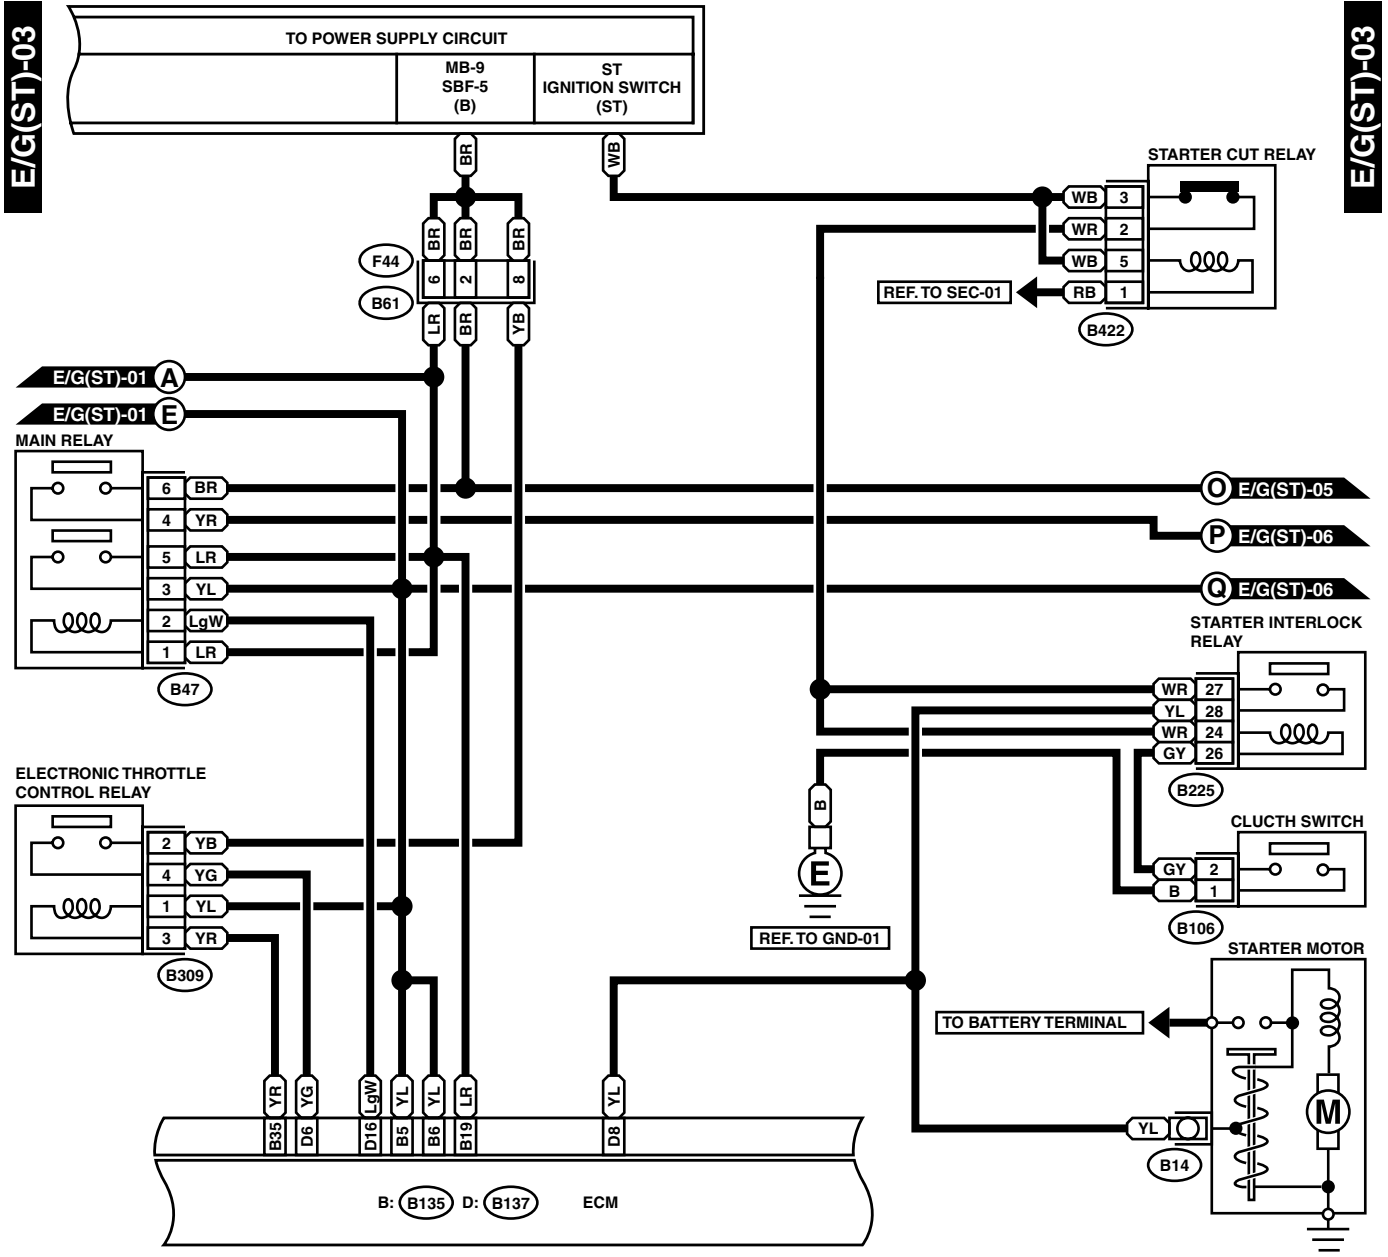 E/G(ST)-03
E/G(ST)-03
TO POWER SUPPLY CIRCUIT
MB-9
SBF-5
(B)
ST
IGNITION SWITCH
(ST)
BR
WB
STARTER CUT RELAY
WB 3
WR 2
WB 5
RB 1
REF. TO SEC-01
B422
BR BR BR
F44
6 2 8
B61
LR BR YB
E/G(ST)-01 A
E/G(ST)-01 E
MAIN RELAY
6 BR
4 YR
5 LR
3 YL
2 LgW
1 LR
B47
O E/G(ST)-05
P E/G(ST)-06
Q E/G(ST)-06
STARTER INTERLOCK
RELAY
WR 27
YL 28
WR 24
GY 26
B225
ELECTRONIC THROTTLE
CONTROL RELAY
2 YB
4 YG
1 YL
3 YR
B309
B
E
REF. TO GND-01
CLUCTH SWITCH
GY 2
B 1
B106
STARTER MOTOR
TO BATTERY TERMINAL
M
YL
B14
YR YG LgW YL YL LR YL
B35 D6 D16 B5 B6 B19 D8
B: B135 D: B137 ECM